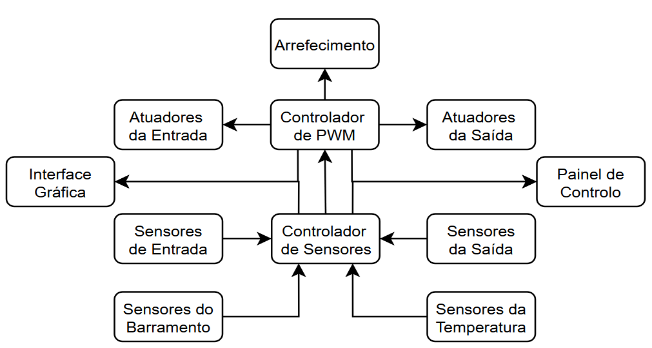 Arrefecimento
Atuadores
da Entrada
Controlador
de PWM
Atuadores
da Saída
Interface
Gráfica
Painel de
Controlo
Sensores
de Entrada
Controlador
de Sensores
Sensores
da Saída
Sensores do
Barramento
Sensores da
Temperatura